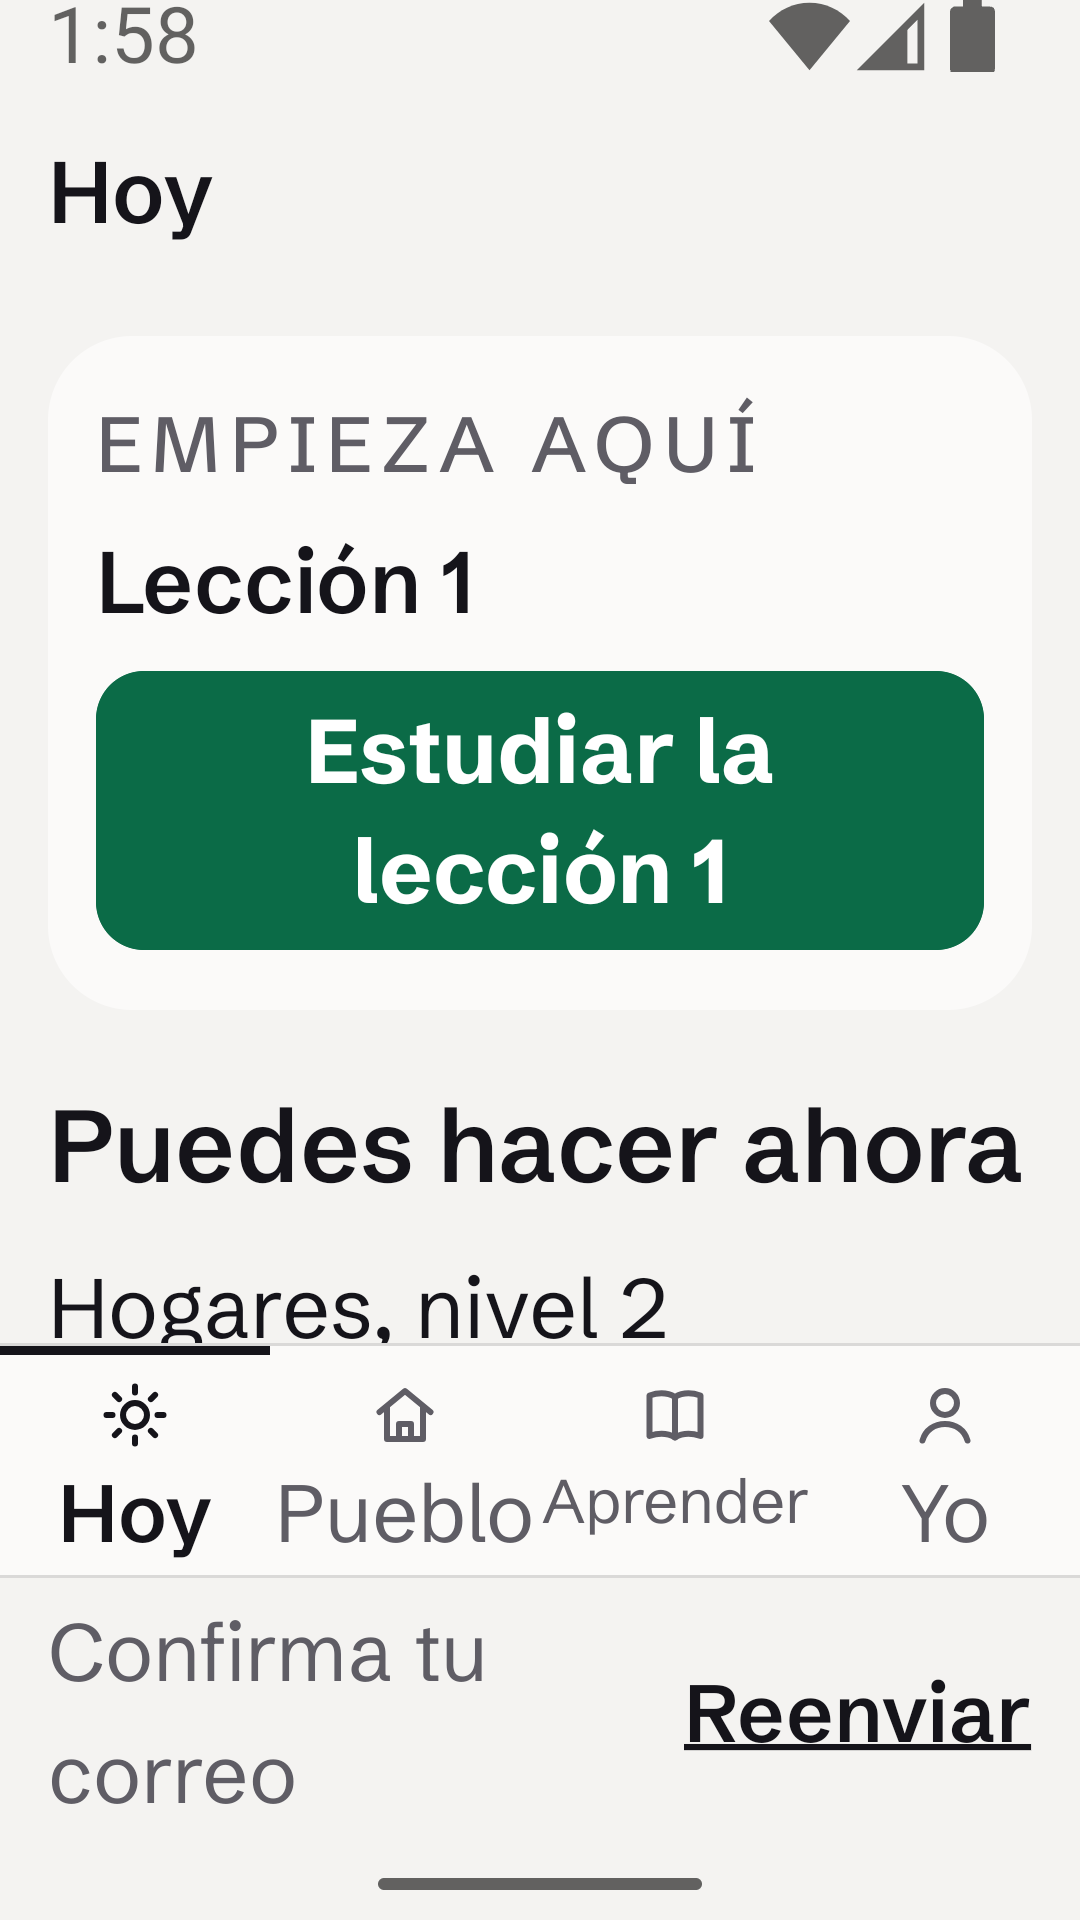 1:58
Hoy
EMPIEZA AQUÍ
Lección 1
Estudiar la
lección 1
Puedes hacer ahora
Hogares, nivel 2
Hoy
Pueblo
Aprender
Yo
Confirma tu
correo
Reenviar